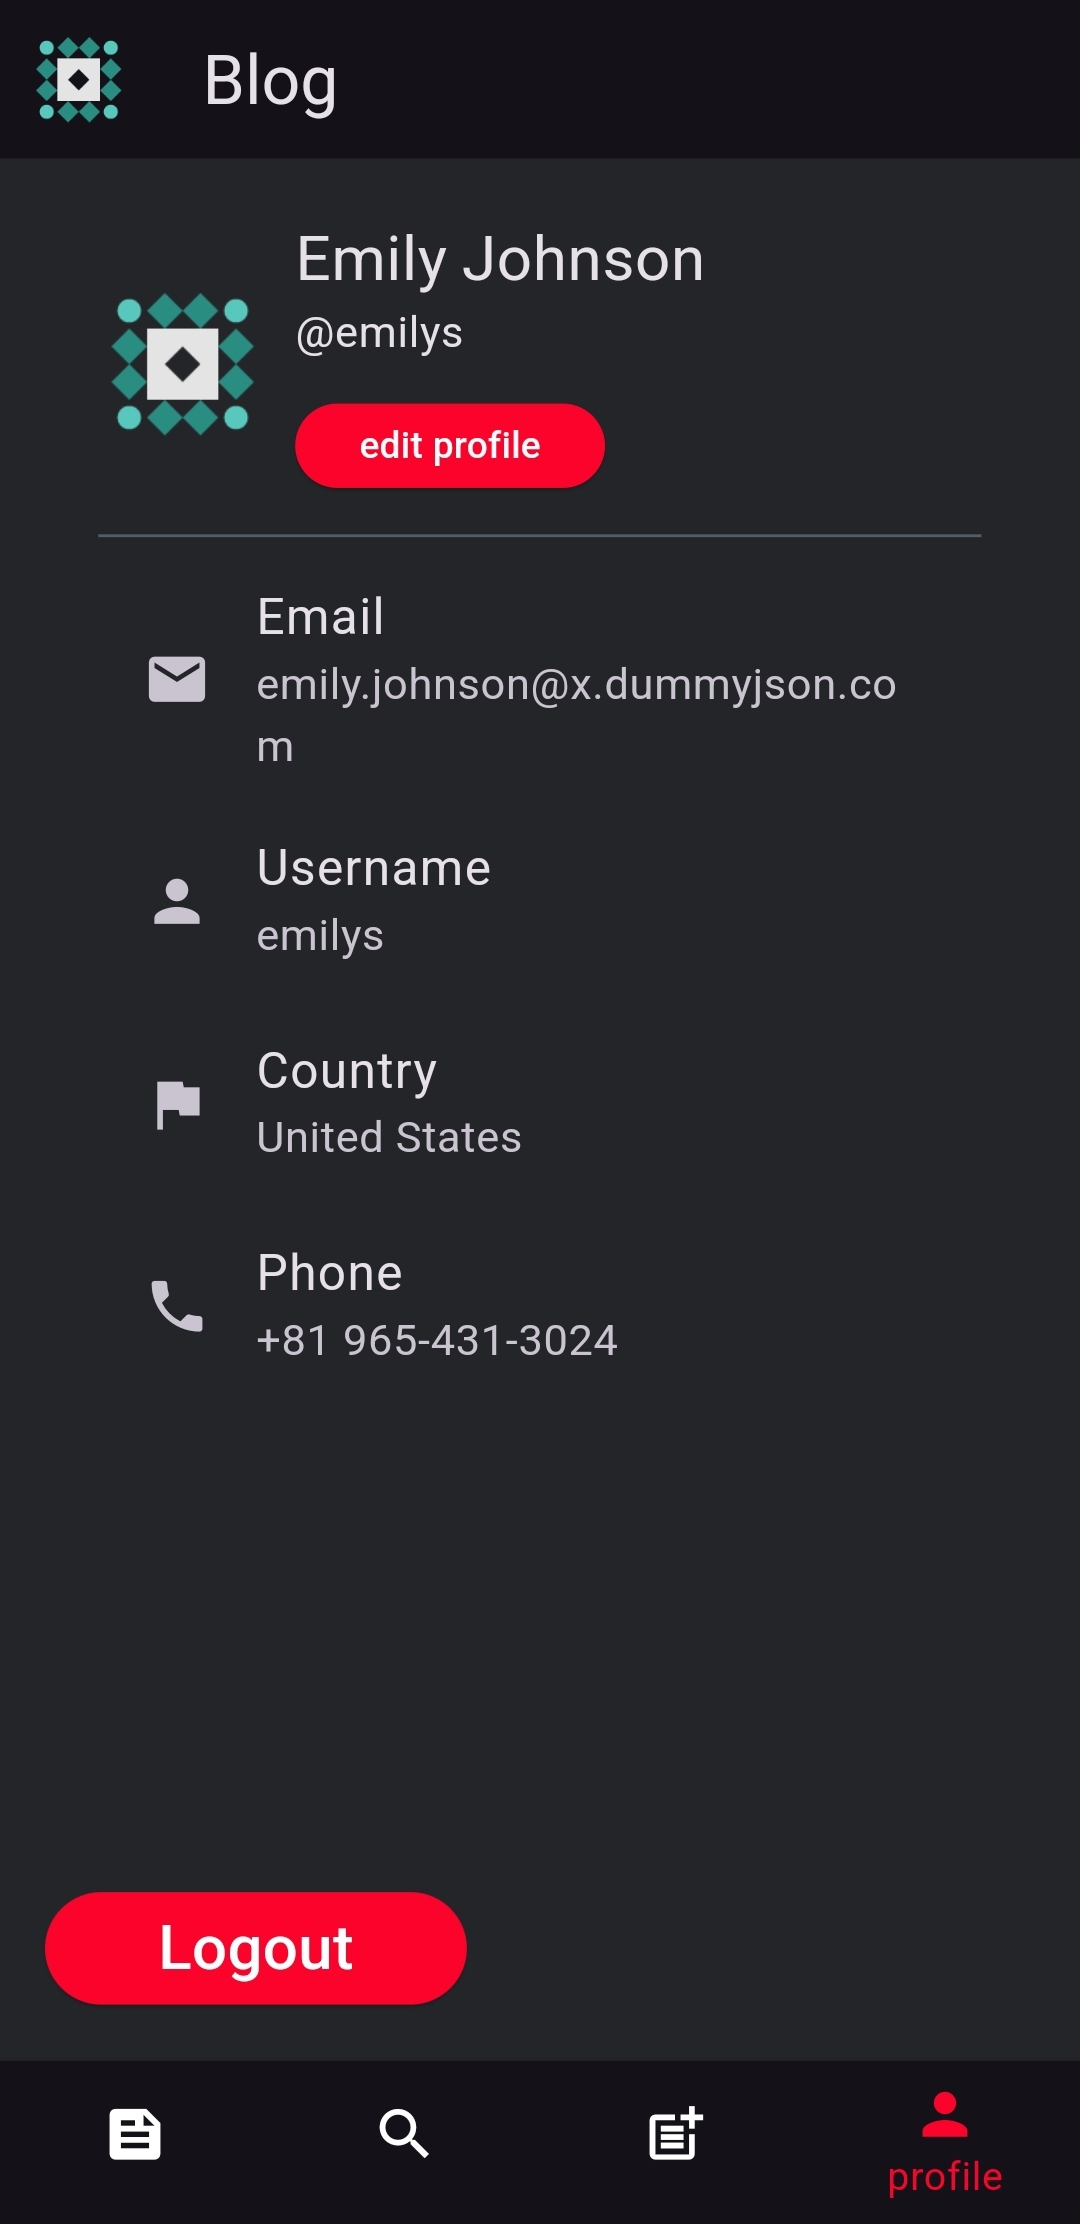 Blog
Emily Johnson
@emilys
edit profile
Email
emily.johnson@x.dummyjson.co
m
Username
emilys
Country
United States
Phone
+81 965-431-3024
Logout
profile